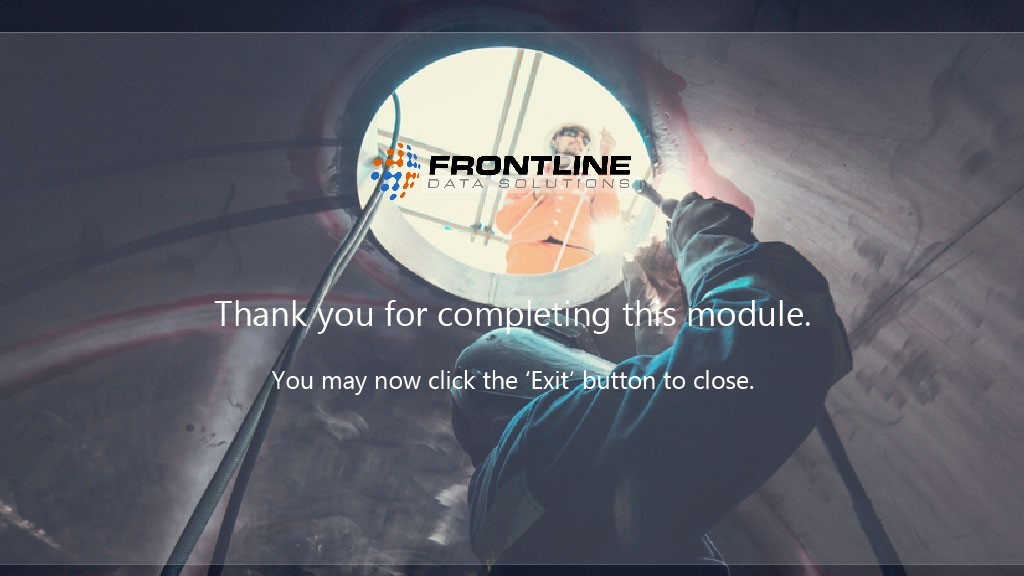 FRONTLINE
DATA SOLUTIONS
Thank you for completing this module.
You may now click the ‘Exit’ button to close.